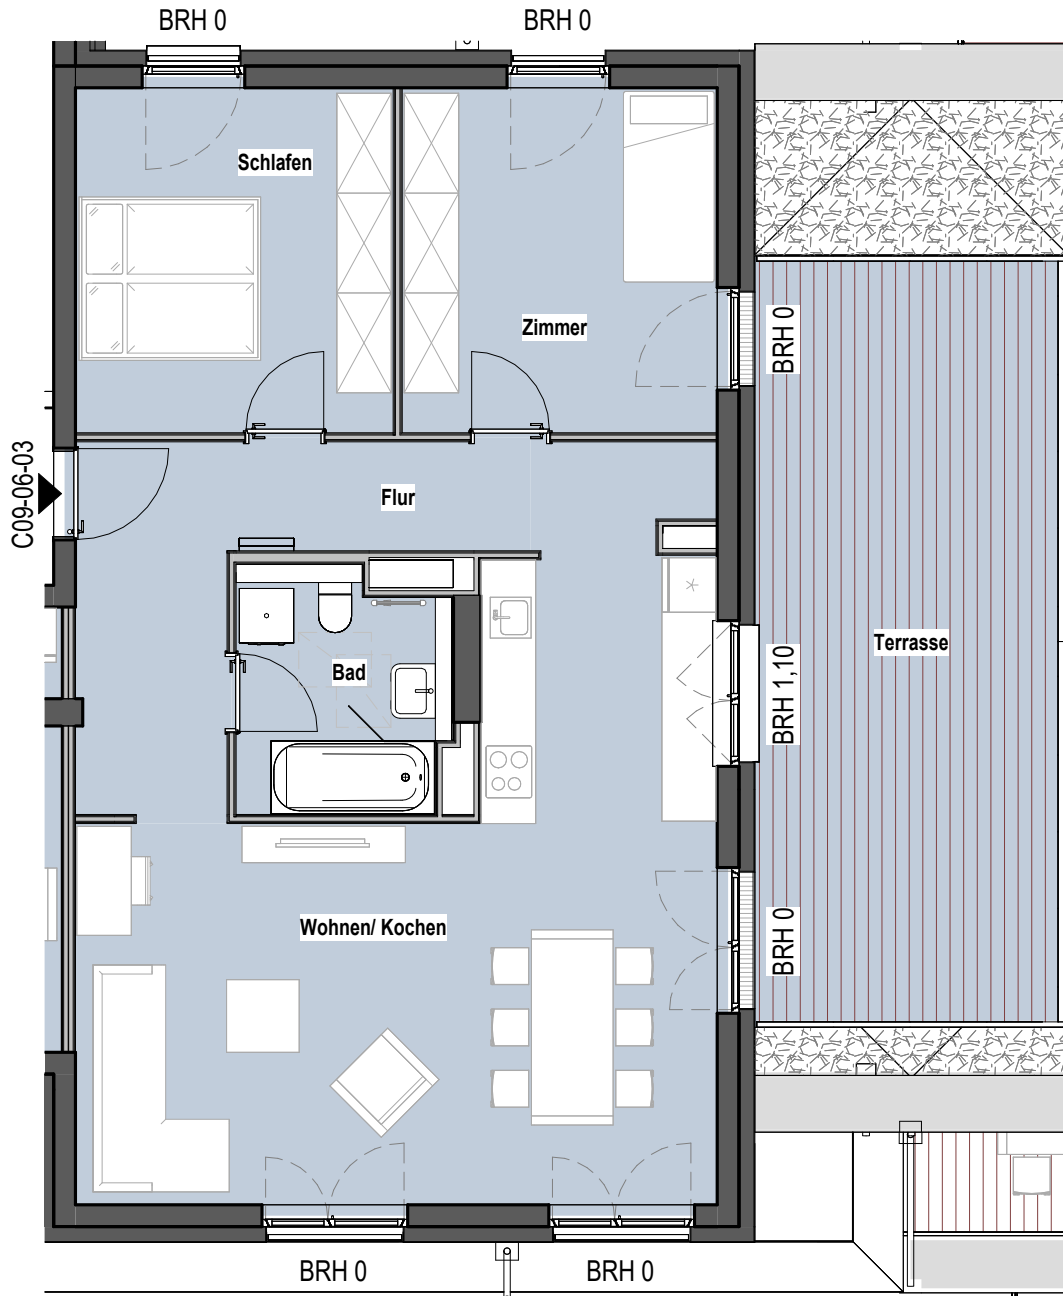 BRH 0
BRH 0
Schlafen
Zimmer
BRH 0
C09-06-03
Flur
Bad
BRH 1,10
Terrasse
Wohnen/ Kochen
BRH 0
BRH 0
BRH 0